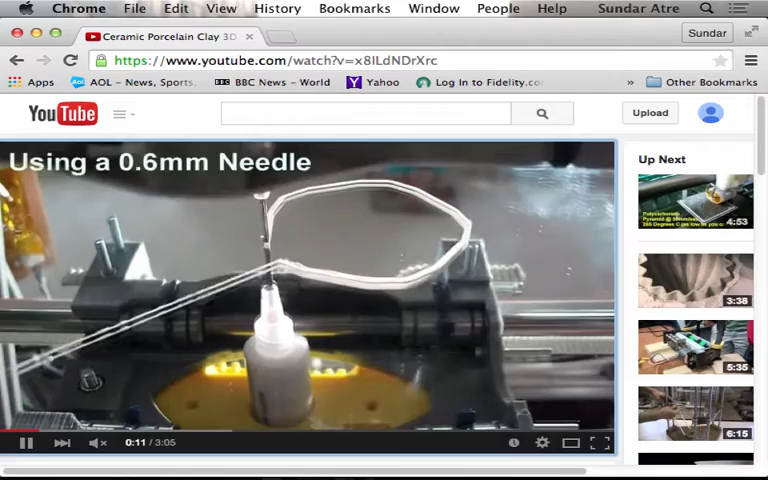 Chrome File Edit View History Bookmarks Window People Help Sundar Atre
Ceramic Porcelain Clay 3D
Sundar
https://www.youtube.com/watch?v=x8ILdNDrXrc
Apps AOL - News, Sports, BBC News - World Yahoo Log In to Fidelity.co » Other Bookmarks
YouTube Upload
Using a 0.6mm Needle
Up Next
4:53
3:38
5:35
6:15
0:11 / 3:05